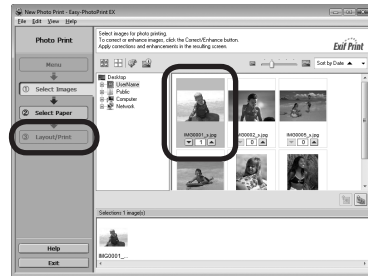 New Photo Print - Easy-PhotoPrint EX
File Edit View Help
Photo Print
Select images for photo printing.
To correct or enhance images, click the Correct/Enhance button.
Apply corrections and enhancements in the resulting screen.
Exif Print
Menu
Sort by Date
1 Select Images
2 Select Paper
3 Layout/Print
Desktop
UserName
Public
Computer
Network
IMG0001_s.jpg
IMG0002_s.jpg
IMG0005_s.jpg
1
0
0
Selections 1 image(s)
IMG0001_...
Help
Exit